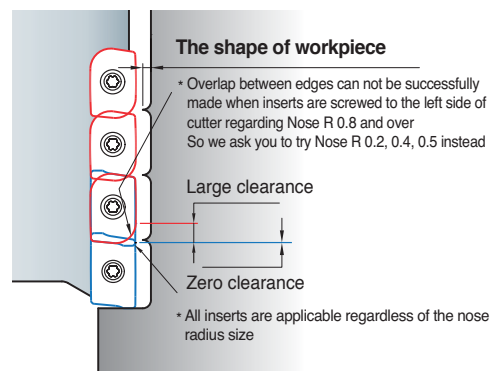 The shape of workpiece
* Overlap between edges can not be successfully
made when inserts are screwed to the left side of
cutter regarding Nose R 0.8 and over
So we ask you to try Nose R 0.2, 0.4, 0.5 instead
Large clearance
Zero clearance
* All inserts are applicable regardless of the nose
radius size